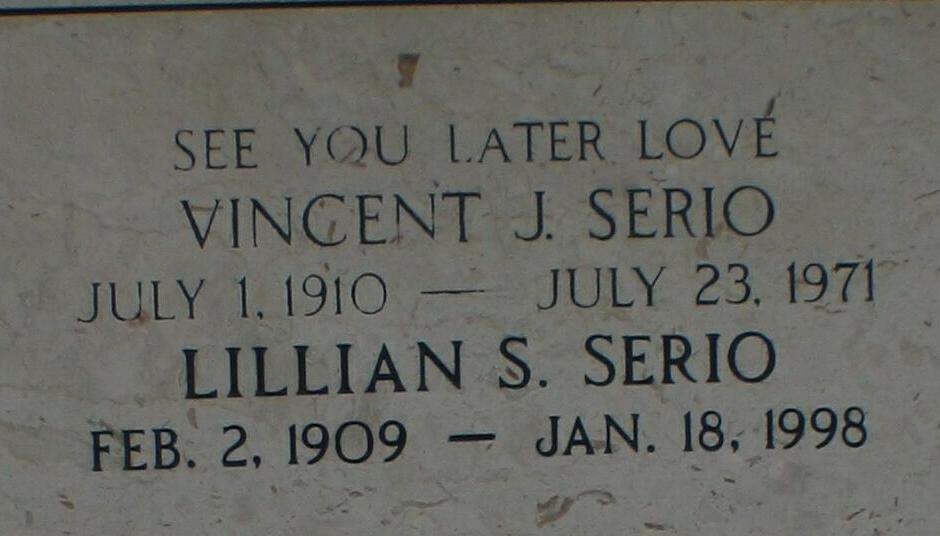 SEE YOU LATER LOVE
VINCENT J. SERIO
JULY 1, 1910 — JULY 23, 1971
LILLIAN S. SERIO
FEB. 2, 1909 — JAN. 18, 1998